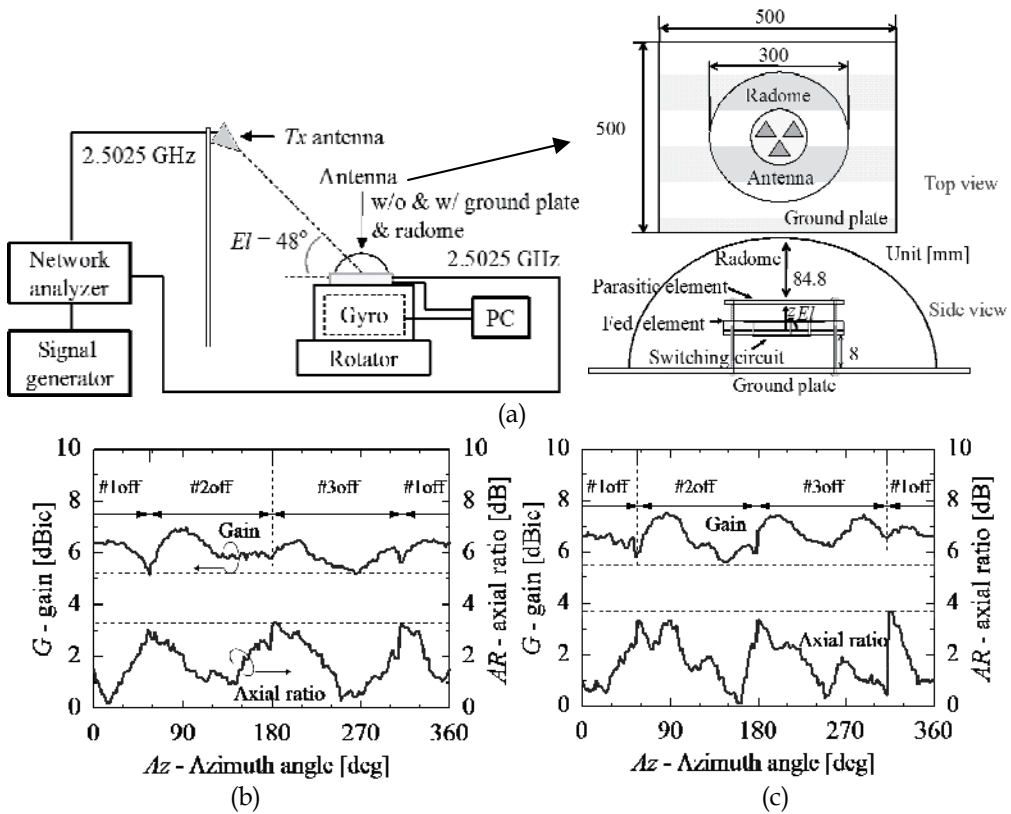 500
300
500
Radome
Antenna
Ground plate
Top view
Tx antenna
2.5025 GHz
Antenna
w/o & w/ ground plate
& radome
El = 48°
2.5025 GHz
Network
analyzer
Signal
generator
Gyro
Rotator
PC
Unit [mm]
Radome
84.8
Parasitic element
Fed element
z El
Switching circuit
8
Ground plate
Side view
(a)
10
8
6
4
2
0
G - gain [dBic]
#1off
#2off
#3off
#1off
Gain
Axial ratio
10
8
6
4
2
0
AR - axial ratio [dB]
0 90 180 270 360
Az - Azimuth angle [deg]
(b)
10
8
6
4
2
0
G - gain [dBic]
#1off
#2off
#3off
#1off
Gain
Axial ratio
10
8
6
4
2
0
AR - axial ratio [dB]
0 90 180 270 360
Az - Azimuth angle [deg]
(c)